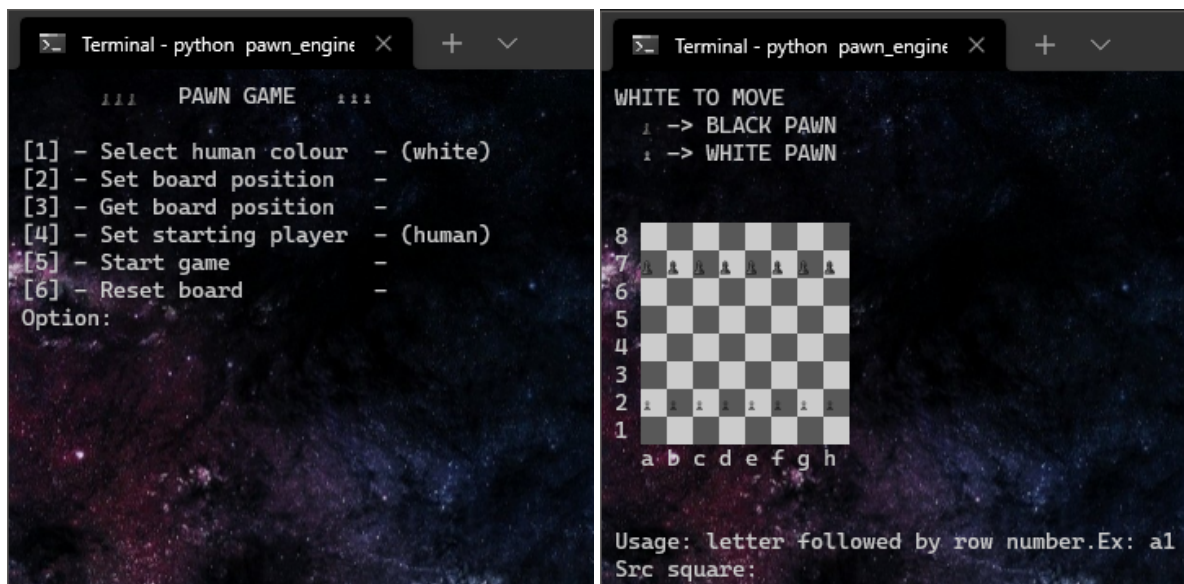 Terminal - python pawn_engine
PAWN GAME
[1] - Select human colour - (white)
[2] - Set board position -
[3] - Get board position -
[4] - Set starting player - (human)
[5] - Start game -
[6] - Reset board -
Option:
Terminal - python pawn_engine
WHITE TO MOVE
♟ -> BLACK PAWN
♙ -> WHITE PAWN
8
7
6
5
4
3
2
1
a b c d e f g h
Usage: letter followed by row number.Ex: a1
Src square: